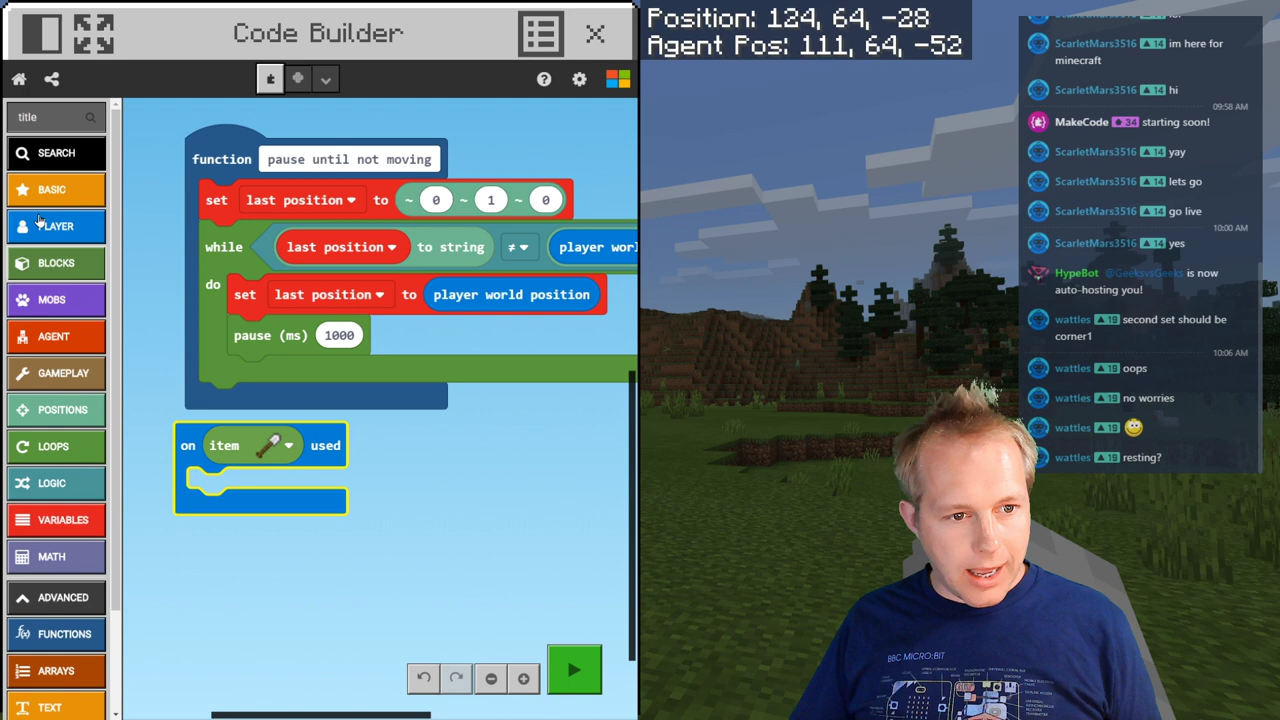 Code Builder
title
SEARCH
BASIC
PLAYER
BLOCKS
MOBS
AGENT
GAMEPLAY
POSITIONS
LOOPS
LOGIC
VARIABLES
MATH
ADVANCED
FUNCTIONS
ARRAYS
TEXT
function pause until not moving
set last position to ~ 0 ~ 1 ~ 0
while last position to string ≠ player worl
do set last position to player world position
pause (ms) 1000
on item used
Position: 124, 64, -28
Agent Pos: 111, 64, -52
ScarletMars3516 14 im here for
minecraft
ScarletMars3516 14 hi
09:58 AM
MakeCode 34 starting soon!
ScarletMars3516 14 yay
ScarletMars3516 14 lets go
ScarletMars3516 14 go live
10:00 AM
ScarletMars3516 14 yes
HypeBot @GeeksvsGeeks is now
auto-hosting you!
wattles 19 second set should be
corner1
10:06 AM
wattles 19 oops
wattles 19 no worries
wattles 19
wattles 19 resting?
BBC MICRO:BIT